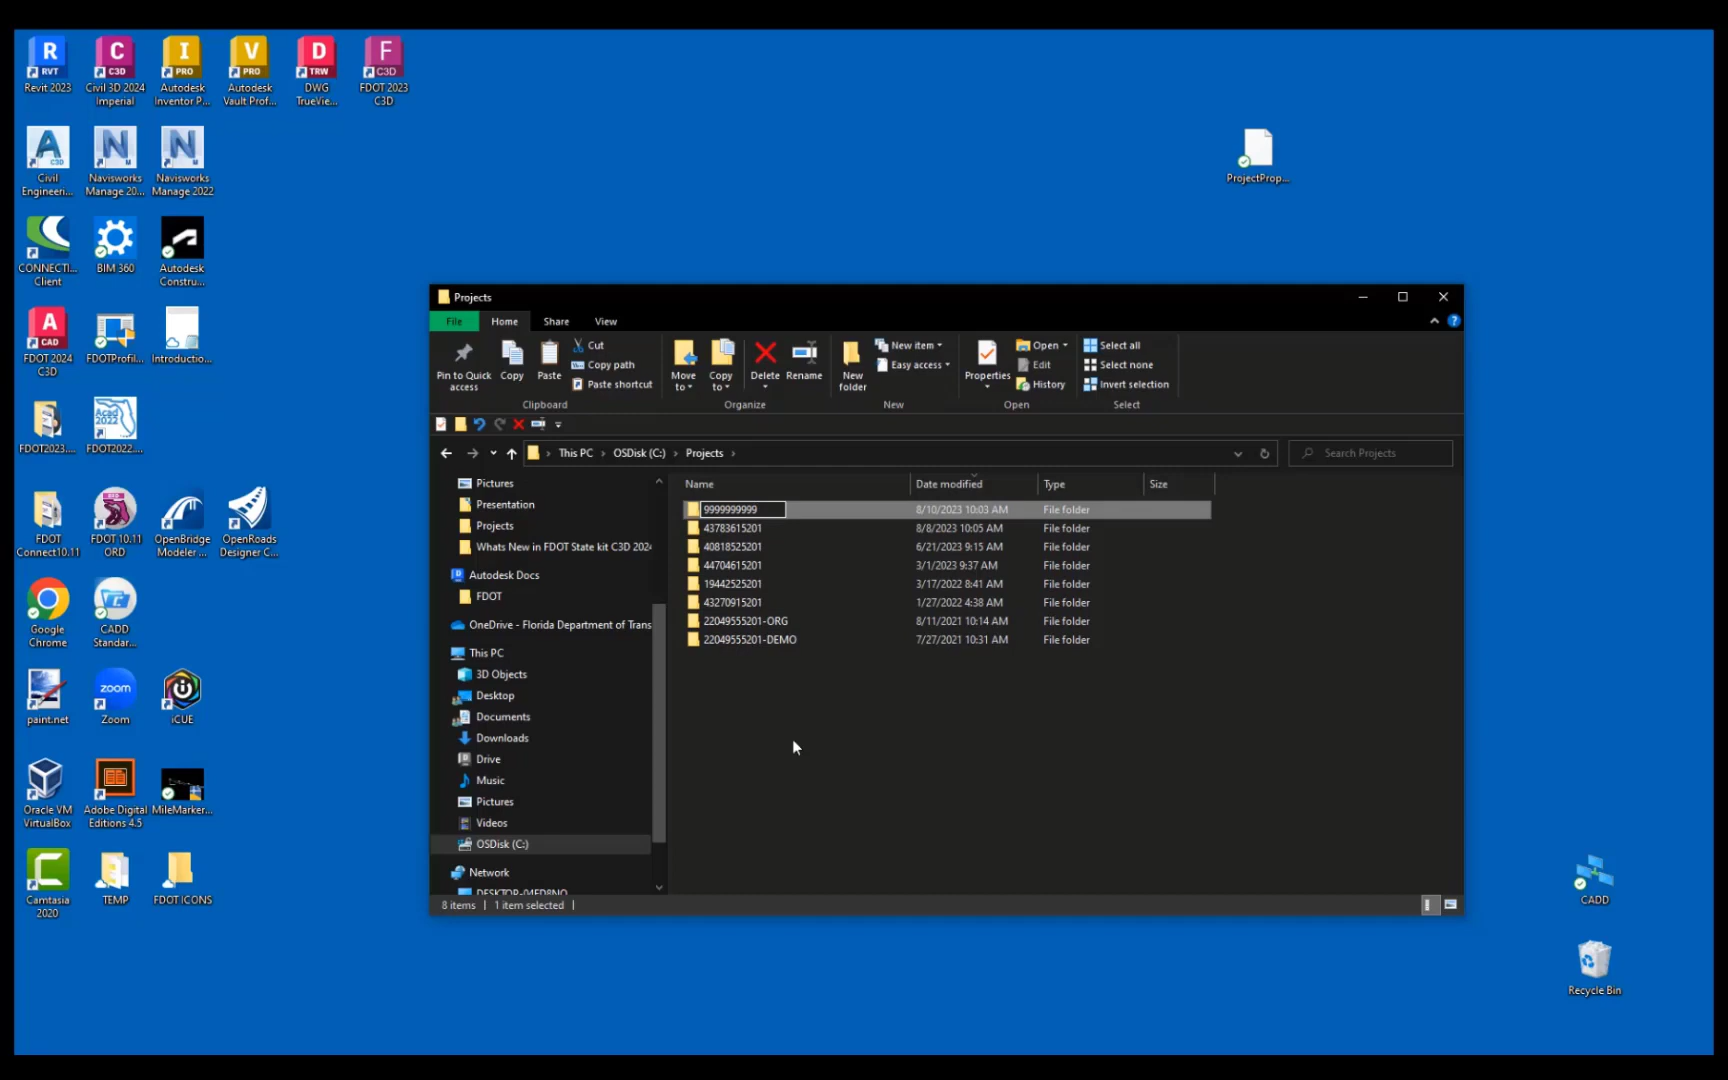 R
RVT
Revit 2023
C
C3D
Civil 3D 2024
Imperial
I
PRO
Autodesk
Inventor P...
V
PRO
Autodesk
Vault Prof...
D
TRW
DWG
TrueVie...
F
C3D
FDOT 2023
C3D
A
C3D
Civil
Engineeri...
N
M
Navisworks
Manage 20...
N
M
Navisworks
Manage 2022
ProjectProp...
CONNECTI...
Client
BIM 360
Autodesk
Constru...
A
CAD
FDOT 2024
C3D
FDOTProfil...
Introductio...
FDOT2023....
Acad
2022
FDOT2022....
FDOT
Connect10.11
FDOT 10.11
ORD
OpenBridge
Modeler ...
OpenRoads
Designer C...
Google
Chrome
CADD
Standar...
paint.net
zoom
Zoom
iCUE
Oracle VM
VirtualBox
Adobe Digital
Editions 4.5
MileMarker...
Camtasia
2020
TEMP
FDOT ICONS
CADD
Recycle Bin
Projects
File
Home
Share
View
Pin to Quick
access
Copy
Paste
Cut
Copy path
Paste shortcut
Clipboard
Move
to
Copy
to
Delete
Rename
Organize
New
folder
New item
Easy access
New
Properties
Open
Edit
History
Open
Select all
Select none
Invert selection
Select
This PC > OSDisk (C:) > Projects >
Search Projects
Pictures
Presentation
Projects
Whats New in FDOT State kit C3D 2024
Autodesk Docs
FDOT
OneDrive - Florida Department of Trans
This PC
3D Objects
Desktop
Documents
Downloads
Drive
Music
Pictures
Videos
OSDisk (C:)
Network
DESKTOP-04ED8NO
Name Date modified Type Size
9999999999 8/10/2023 10:03 AM File folder
43783615201 8/8/2023 10:05 AM File folder
40818525201 6/21/2023 9:15 AM File folder
44704615201 3/1/2023 9:37 AM File folder
19442525201 3/17/2022 8:41 AM File folder
43270915201 1/27/2022 4:38 AM File folder
22049555201-ORG 8/11/2021 10:14 AM File folder
22049555201-DEMO 7/27/2021 10:31 AM File folder
8 items | 1 item selected |